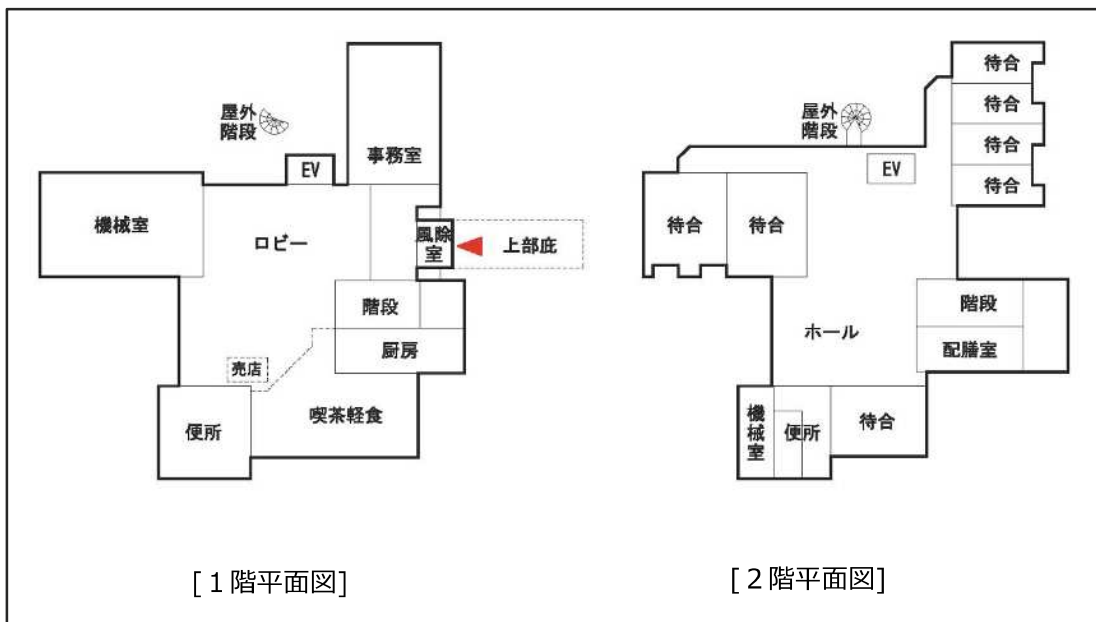 屋外
階段
EV
事務室
機械室
ロビー
風除
室
上部庇
階段
厨房
売店
喫茶軽食
便所
[１階平面図]
待合
待合
待合
待合
屋外
階段
EV
待合
待合
階段
ホール
配膳室
機
械
室
便所
待合
[２階平面図]